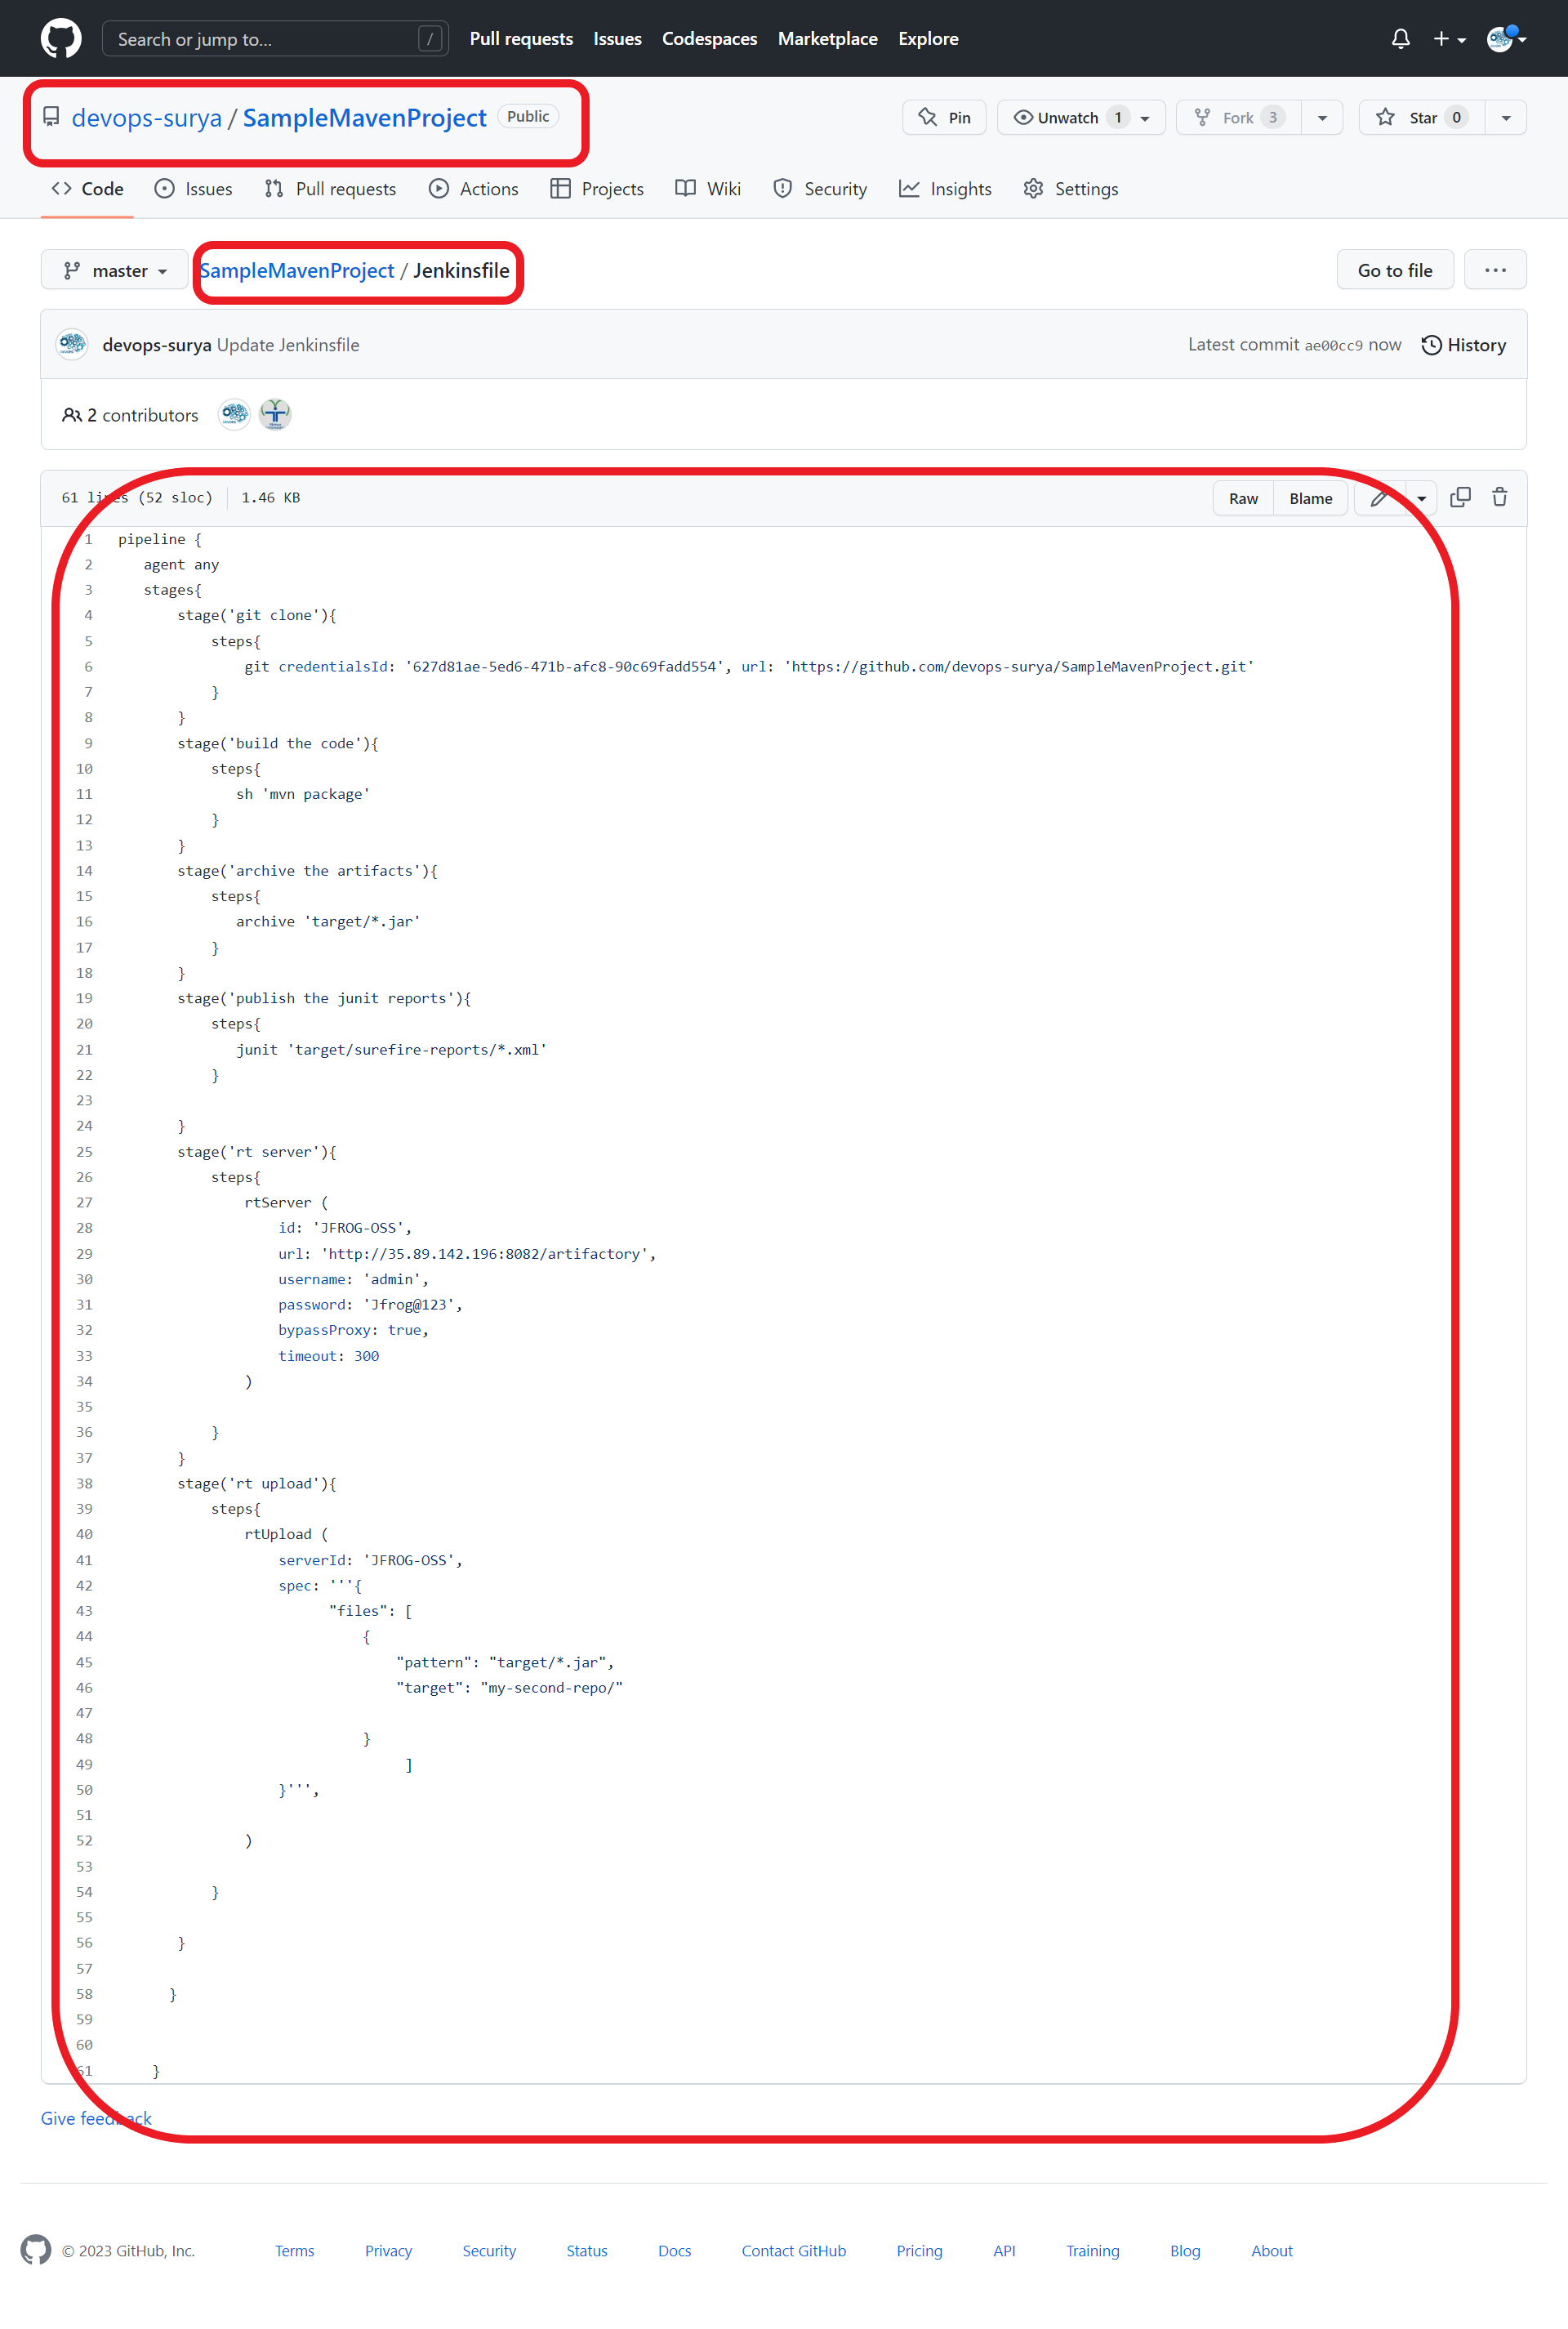 Search or jump to... / Pull requests Issues Codespaces Marketplace Explore
devops-surya / SampleMavenProject Public Pin Unwatch 1 Fork 3 Star 0
Code Issues Pull requests Actions Projects Wiki Security Insights Settings
master SampleMavenProject / Jenkinsfile Go to file ...
devops-surya Update Jenkinsfile Latest commit ae00cc9 now History
2 contributors
61 lines (52 sloc) 1.46 KB Raw Blame
1 pipeline {
2 agent any
3 stages{
4 stage('git clone'){
5 steps{
6 git credentialsId: '627d81ae-5ed6-471b-afc8-90c69fadd554', url: 'https://github.com/devops-surya/SampleMavenProject.git'
7 }
8 }
9 stage('build the code'){
10 steps{
11 sh 'mvn package'
12 }
13 }
14 stage('archive the artifacts'){
15 steps{
16 archive 'target/*.jar'
17 }
18 }
19 stage('publish the junit reports'){
20 steps{
21 junit 'target/surefire-reports/*.xml'
22 }
23
24 }
25 stage('rt server'){
26 steps{
27 rtServer (
28 id: 'JFROG-OSS',
29 url: 'http://35.89.142.196:8082/artifactory',
30 username: 'admin',
31 password: 'Jfrog@123',
32 bypassProxy: true,
33 timeout: 300
34 )
35
36 }
37 }
38 stage('rt upload'){
39 steps{
40 rtUpload (
41 serverId: 'JFROG-OSS',
42 spec: '''{
43 "files": [
44 {
45 "pattern": "target/*.jar",
46 "target": "my-second-repo/"
47
48 }
49 ]
50 }''',
51
52 )
53
54 }
55
56 }
57
58 }
59
60
61 }
Give feedback
© 2023 GitHub, Inc. Terms Privacy Security Status Docs Contact GitHub Pricing API Training Blog About